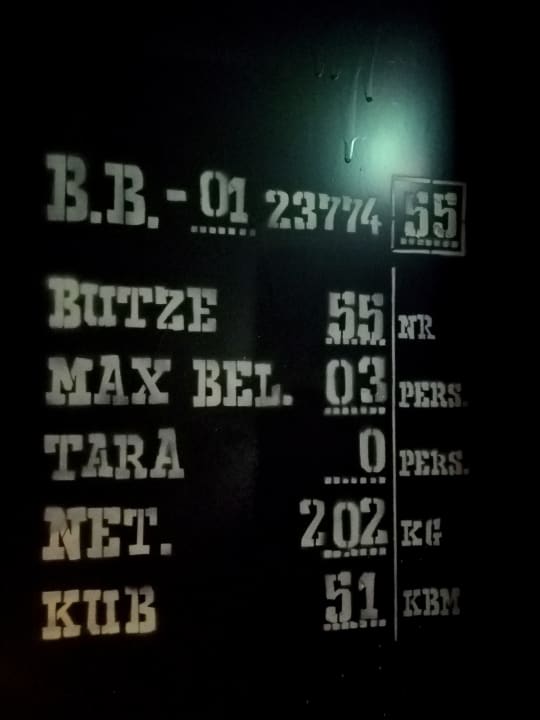 B.B.-01 23774 55
BUTZE 55 NR
MAX BEL. 03 PERS.
TARA 0 PERS.
NET. 202 KG
KUB 51 KBM